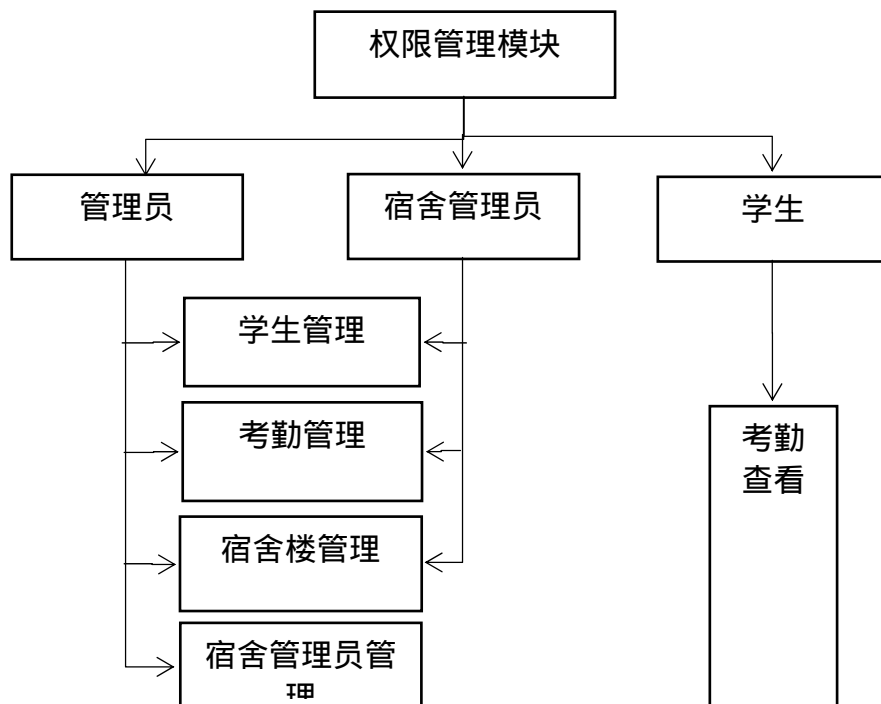 权限管理模块
管理员
宿舍管理员
学生
学生管理
考勤管理
宿舍楼管理
宿舍管理员管
理
考勤
查看